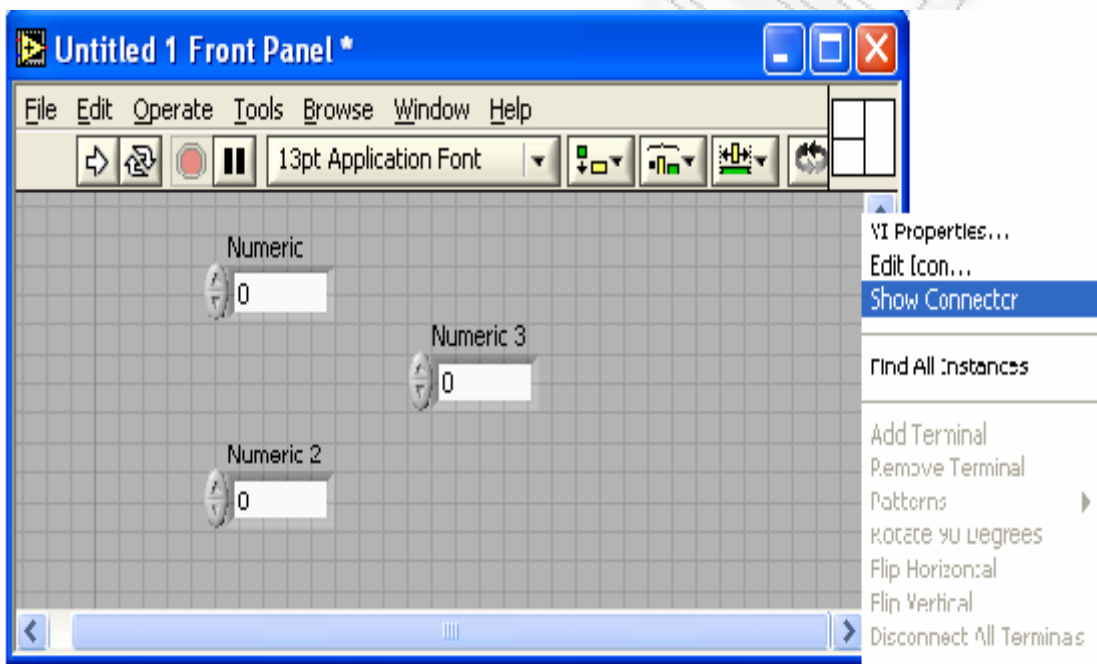 Untitled 1 Front Panel *
File Edit Operate Tools Browse Window Help
13pt Application Font
Numeric
0
Numeric 3
0
Numeric 2
0
VI Properties...
Edit Icon...
Show Connector
Find All Instances
Add Terminal
Remove Terminal
Patterns
Rotate 90 Degrees
Flip Horizontal
Flip Vertical
Disconnect All Terminals